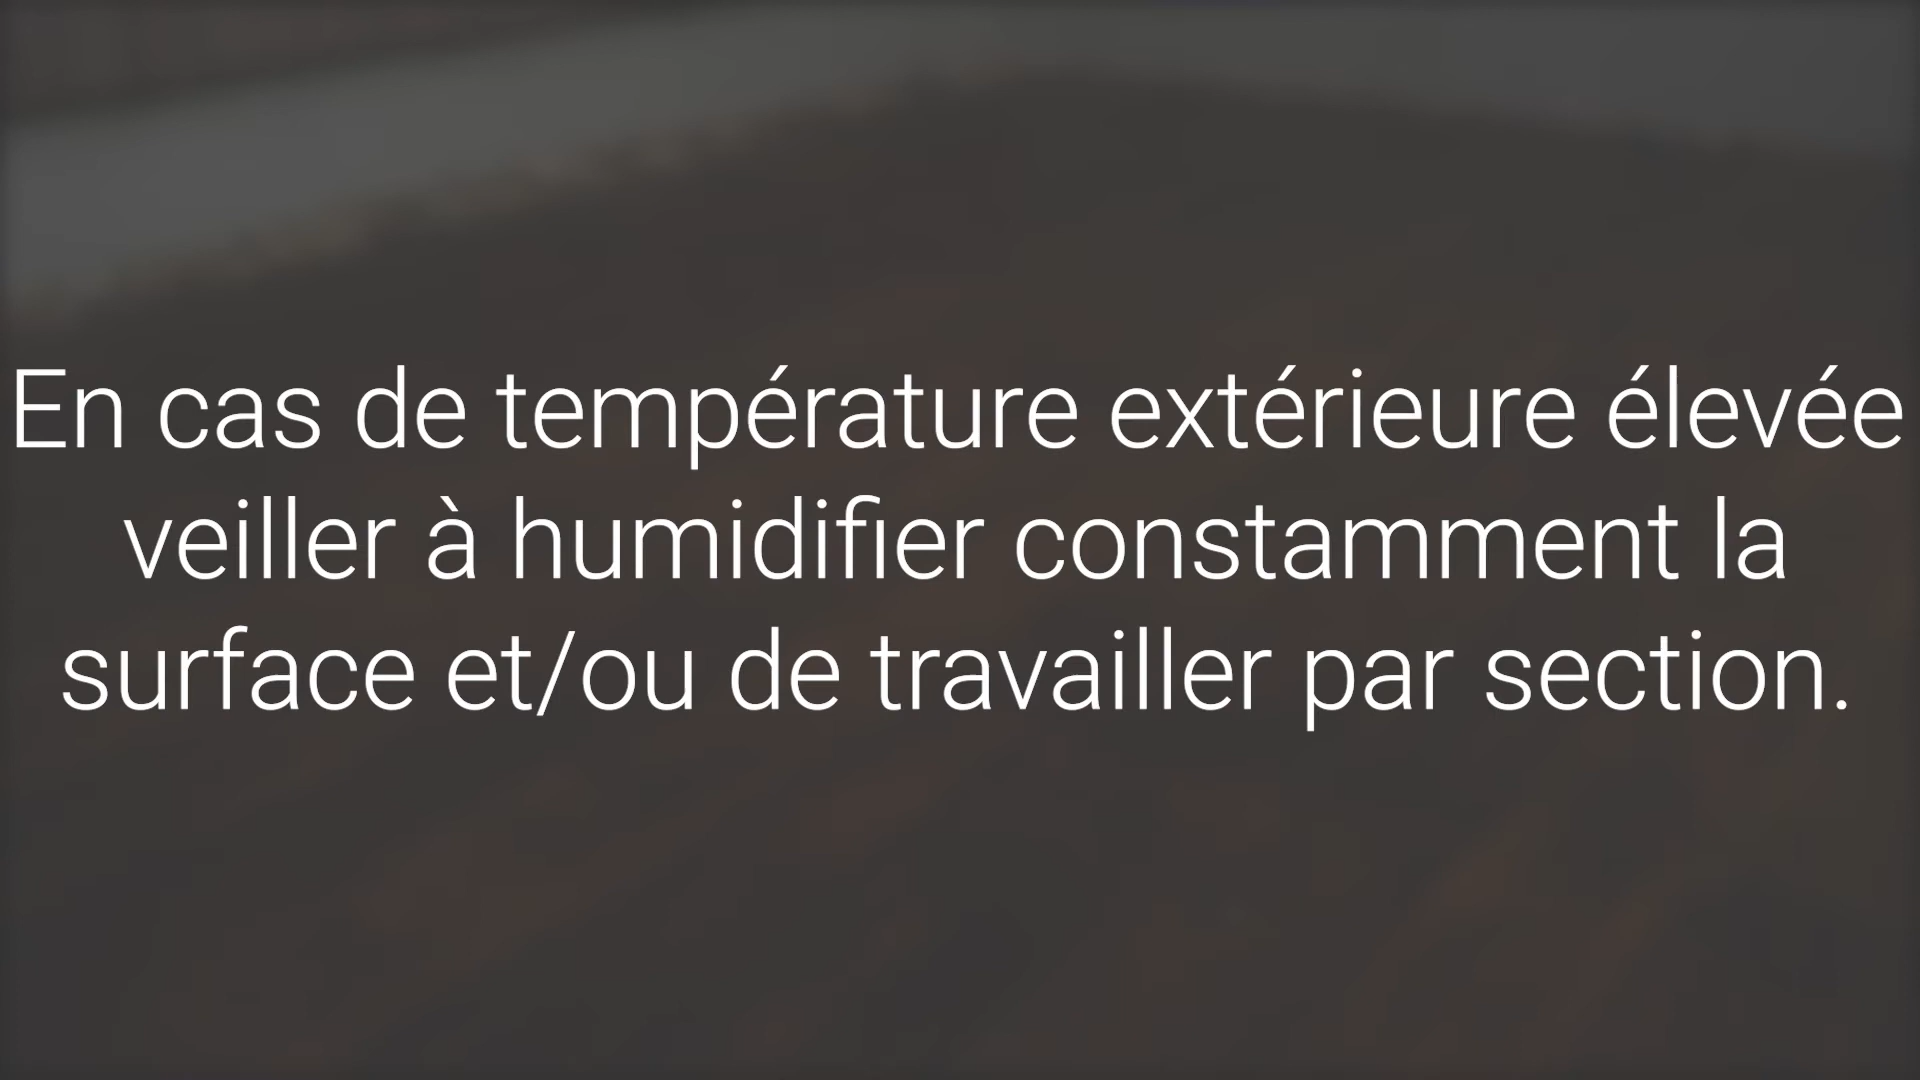 En cas de température extérieure élevée
veiller à humidifier constamment la
surface et/ou de travailler par section.